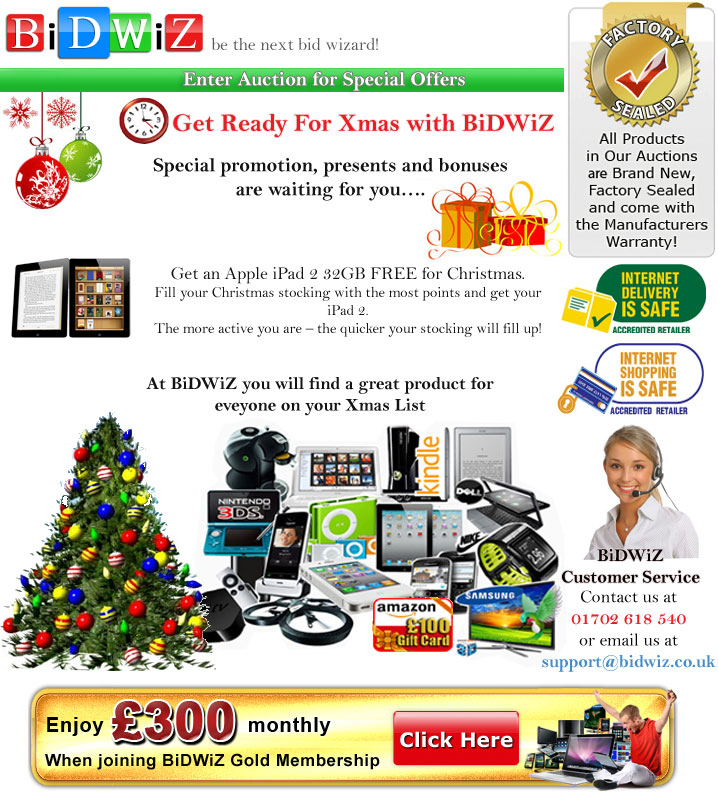 BiDWiZ be the next bid wizard!
Enter Auction for Special Offers
FACTORY
SEALED
All Products
in Our Auctions
are Brand New,
Factory Sealed
and come with
the Manufacturers
Warranty!
Get Ready For Xmas with BiDWiZ
Special promotion, presents and bonuses
are waiting for you....
Get an Apple iPad 2 32GB FREE for Christmas.
Fill your Christmas stocking with the most points and get your
iPad 2.
The more active you are – the quicker your stocking will fill up!
INTERNET
DELIVERY
IS SAFE
ACCREDITED RETAILER
INTERNET
SHOPPING
IS SAFE
ACCREDITED RETAILER
At BiDWiZ you will find a great product for
eveyone on your Xmas List
kindle
DELL
NINTENDO
3DS
NIKE
tv
amazon
£100
Gift Card
SAMSUNG
BiDWiZ
Customer Service
Contact us at
01702 618 540
or email us at
support@bidwiz.co.uk
Enjoy £300 monthly
When joining BiDWiZ Gold Membership
Click Here